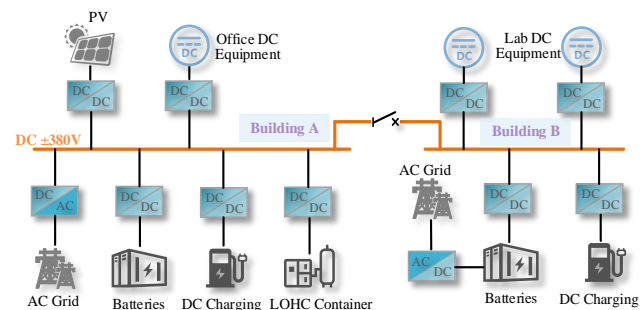 PV
Office DC
Equipment
Lab DC
Equipment
DC
DC
DC
DC
DC
DC
DC
DC
Building A
DC ±380V
Building B
AC Grid
DC
AC
DC
DC
DC
DC
DC
DC
DC
DC
DC
DC
AC
DC
AC Grid
Batteries
DC Charging
LOHC Container
Batteries
DC Charging